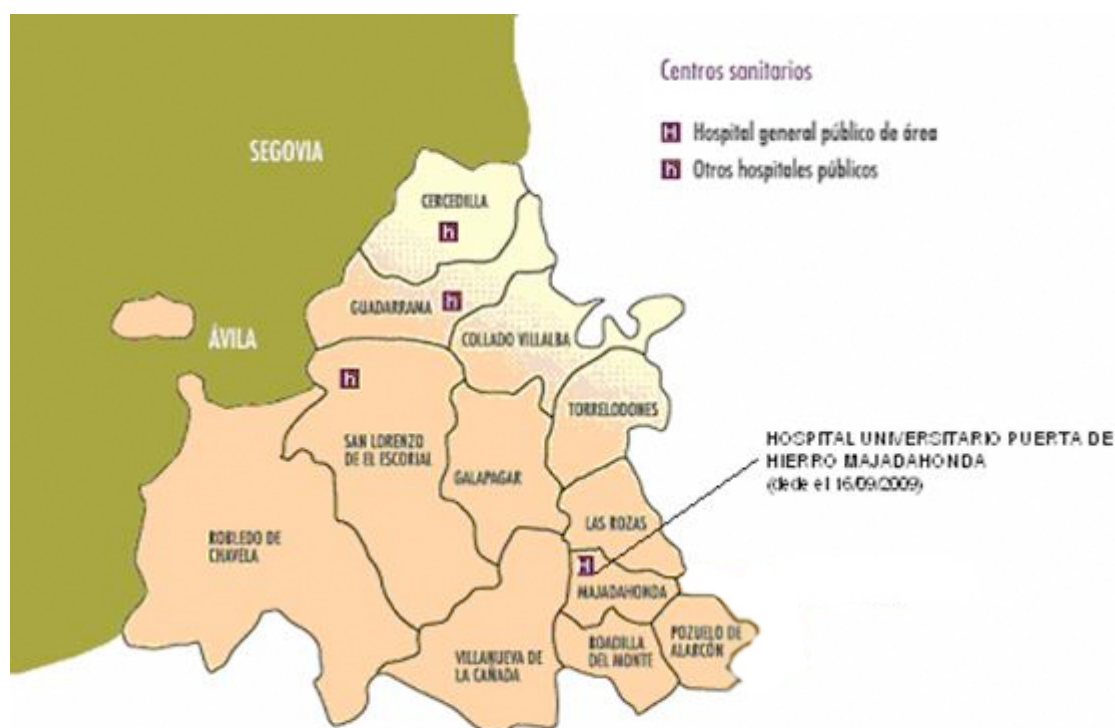 Centros sanitarios
H Hospital general público de área
h Otros hospitales públicos
SEGOVIA
CERCEDILLA
h
GUADARRAMA
h
ÁVILA
COLLADO VILLALBA
h
TORRELODONES
SAN LORENZO
DE EL ESCORIAL
GALAPAGAR
HOSPITAL UNIVERSITARIO PUERTA DE
HIERRO MAJADAHONDA
(dede el 16/09/2009)
ROBLEDO DE
CHAVELA
LAS ROZAS
H
MAJADAHONDA
VILLANUEVA DE
LA CAÑADA
BOADILLA
DEL MONTE
POZUELO DE
ALARCÓN